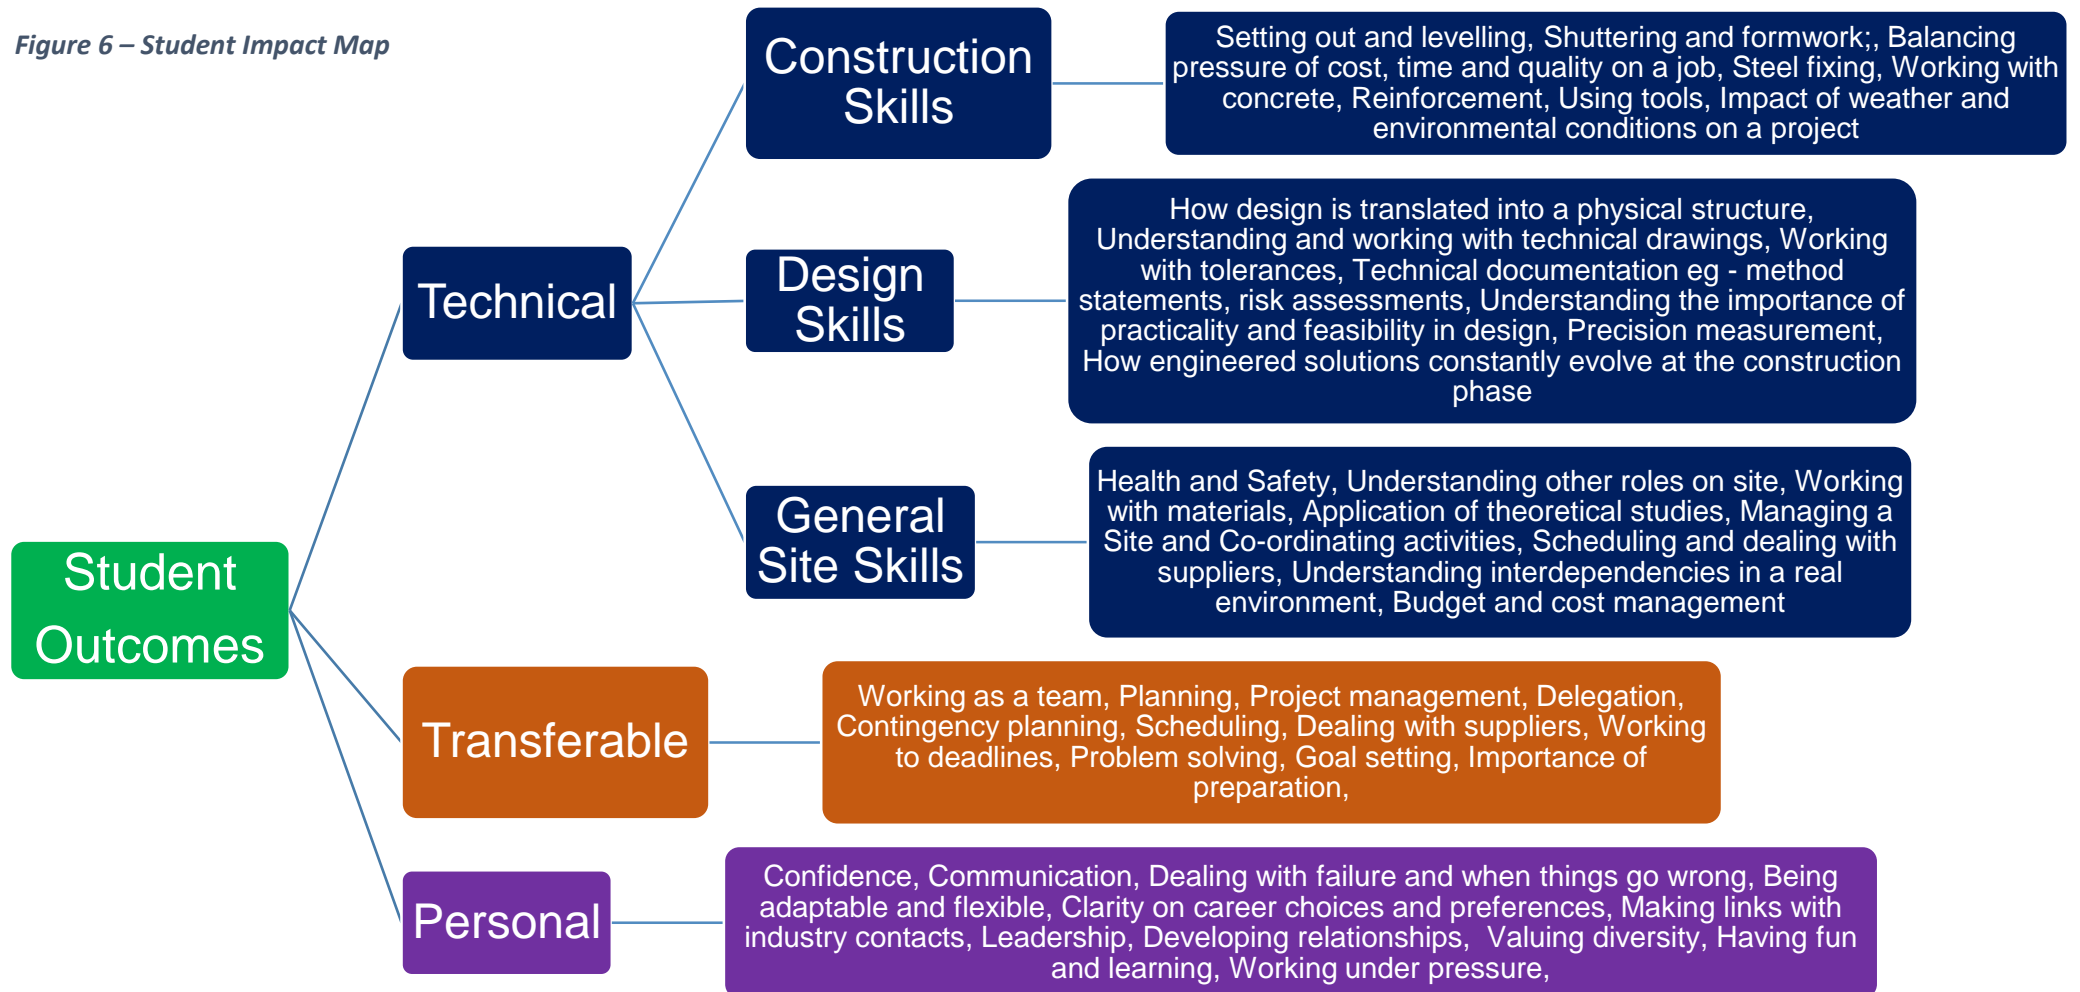 Figure 6 – Student Impact Map
Construction
Skills
Setting out and levelling, Shuttering and formwork;, Balancing
pressure of cost, time and quality on a job, Steel fixing, Working with
concrete, Reinforcement, Using tools, Impact of weather and
environmental conditions on a project
Technical
Design
Skills
How design is translated into a physical structure,
Understanding and working with technical drawings, Working
with tolerances, Technical documentation eg - method
statements, risk assessments, Understanding the importance of
practicality and feasibility in design, Precision measurement,
How engineered solutions constantly evolve at the construction
phase
General
Site Skills
Health and Safety, Understanding other roles on site, Working
with materials, Application of theoretical studies, Managing a
Site and Co-ordinating activities, Scheduling and dealing with
suppliers, Understanding interdependencies in a real
environment, Budget and cost management
Student
Outcomes
Transferable
Working as a team, Planning, Project management, Delegation,
Contingency planning, Scheduling, Dealing with suppliers, Working
to deadlines, Problem solving, Goal setting, Importance of
preparation,
Personal
Confidence, Communication, Dealing with failure and when things go wrong, Being
adaptable and flexible, Clarity on career choices and preferences, Making links with
industry contacts, Leadership, Developing relationships,  Valuing diversity, Having fun
and learning, Working under pressure,